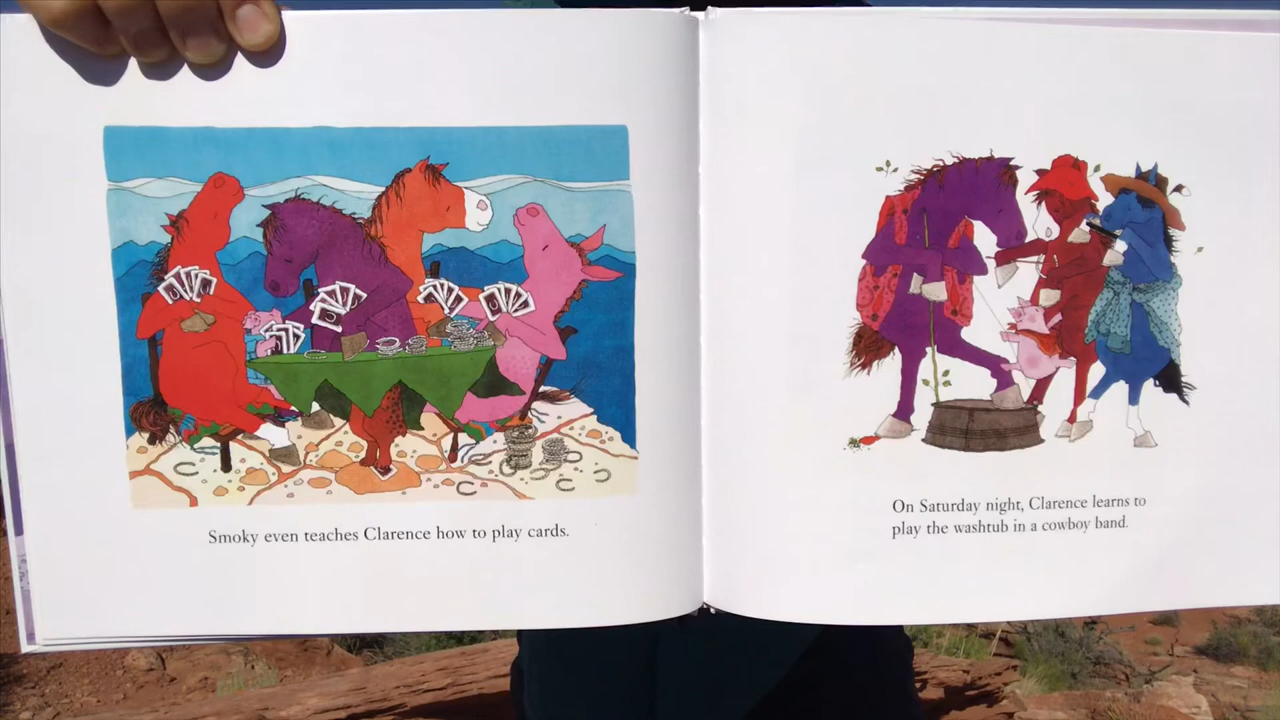 Smoky even teaches Clarence how to play cards.
On Saturday night, Clarence learns to
play the washtub in a cowboy band.